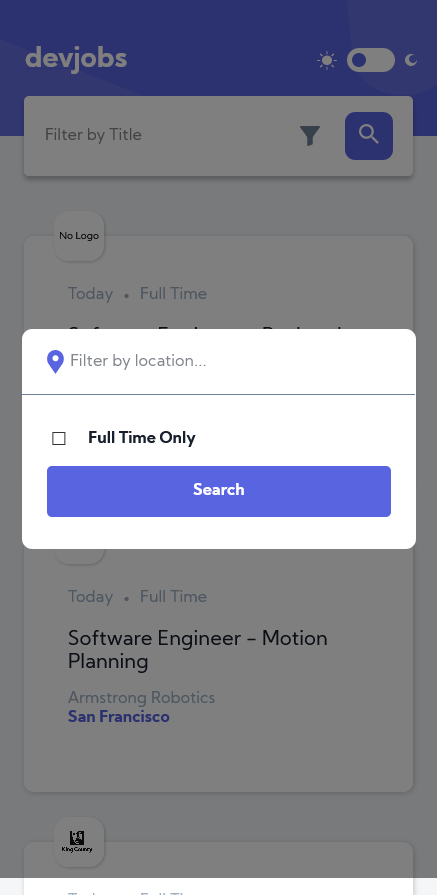 devjobs
Filter by Title
No Logo
Today • Full Time
Filter by location...
Full Time Only
Search
Today • Full Time
Software Engineer - Motion
Planning
Armstrong Robotics
San Francisco
King County